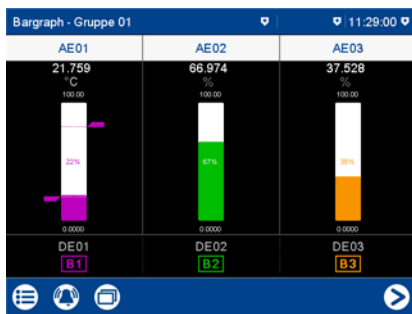 Bargraph - Gruppe 01 11:29:00
AE01 AE02 AE03
21.759 66.974 37.528
°C % %
100.00 100.00 100.00
22% 67% 38%
0.0000 0.0000 0.0000
DE01 DE02 DE03
B1 B2 B3